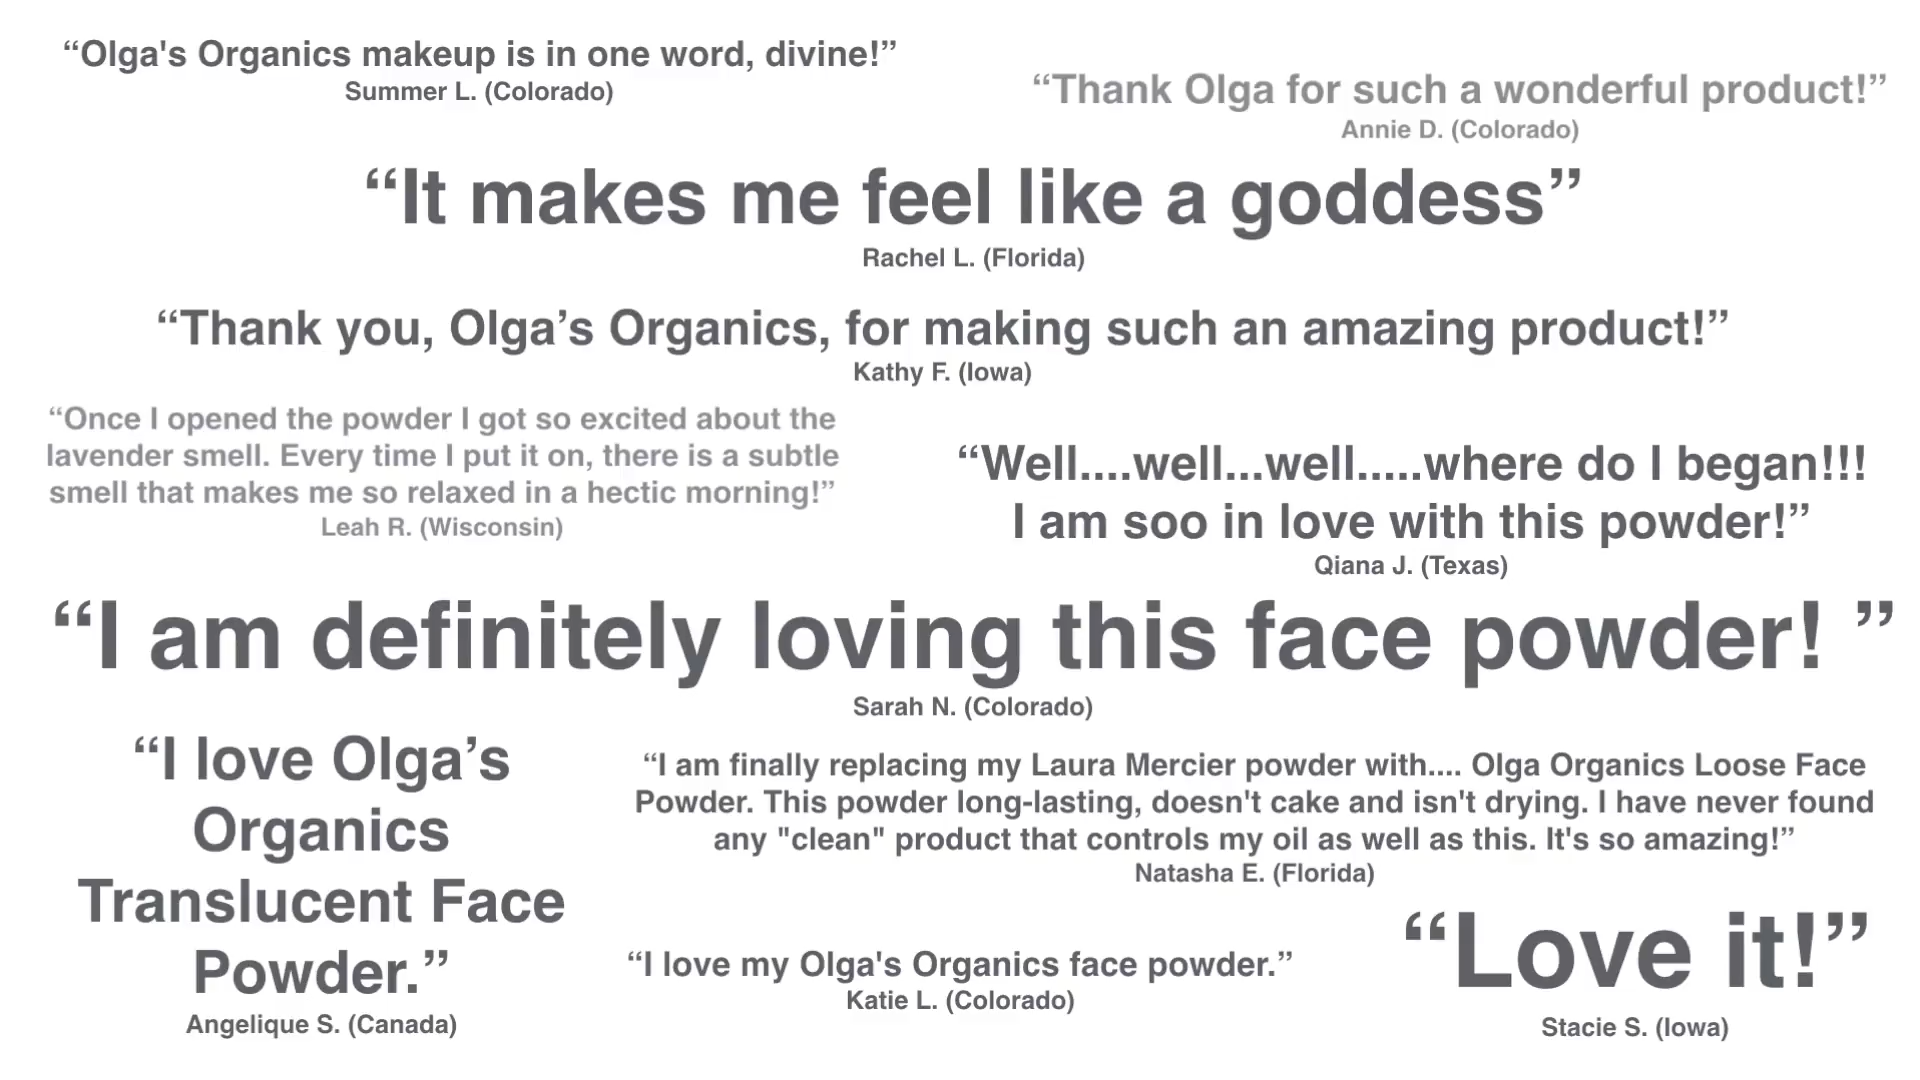 “Olga's Organics makeup is in one word, divine!”
Summer L. (Colorado)
“Thank Olga for such a wonderful product!”
Annie D. (Colorado)
“It makes me feel like a goddess”
Rachel L. (Florida)
“Thank you, Olga’s Organics, for making such an amazing product!”
Kathy F. (Iowa)
“Once I opened the powder I got so excited about the
lavender smell. Every time I put it on, there is a subtle
smell that makes me so relaxed in a hectic morning!”
Leah R. (Wisconsin)
“Well....well...well.....where do I began!!!
I am soo in love with this powder!”
Qiana J. (Texas)
“I am definitely loving this face powder! ”
Sarah N. (Colorado)
“I love Olga’s
Organics
Translucent Face
Powder.”
Angelique S. (Canada)
“I am finally replacing my Laura Mercier powder with.... Olga Organics Loose Face
Powder. This powder long-lasting, doesn't cake and isn't drying. I have never found
any "clean" product that controls my oil as well as this. It's so amazing!”
Natasha E. (Florida)
“I love my Olga's Organics face powder.”
Katie L. (Colorado)
“Love it!”
Stacie S. (Iowa)